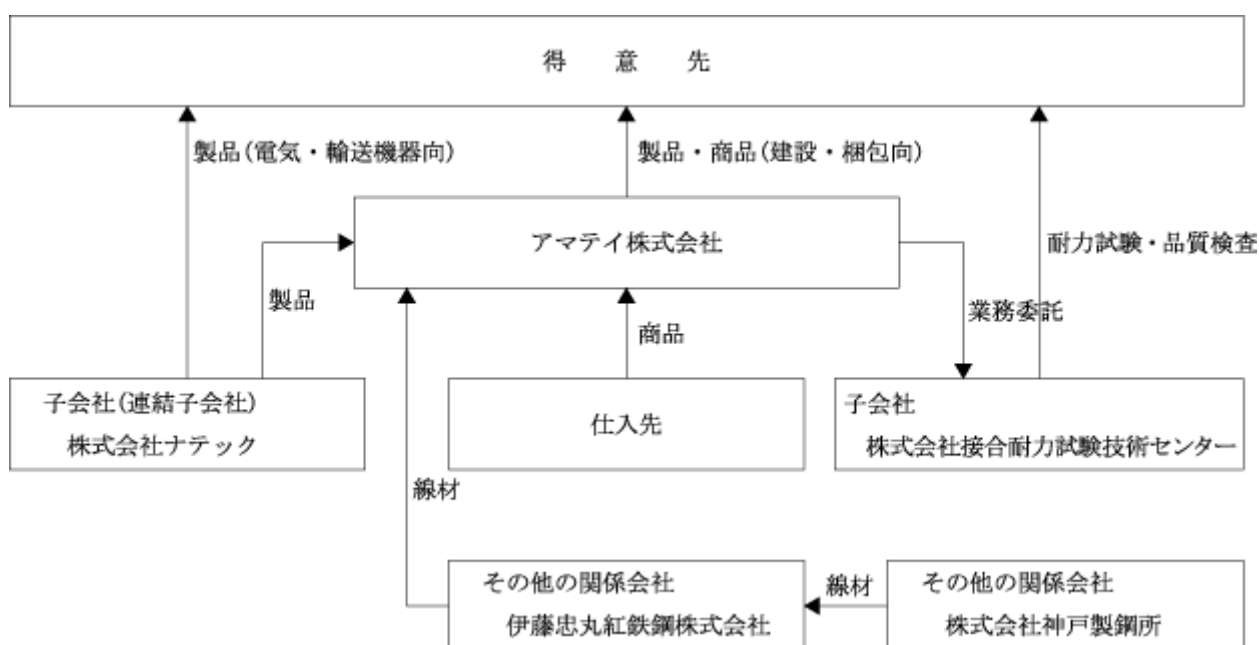 得　意　先
製品(電気・輸送機器向)
製品・商品(建設・梱包向)
アマテイ株式会社
耐力試験・品質検査
製品
業務委託
商品
子会社(連結子会社)
株式会社ナテック
仕入先
子会社
株式会社接合耐力試験技術センター
線材
その他の関係会社
伊藤忠丸紅鉄鋼株式会社
線材
その他の関係会社
株式会社神戸製鋼所